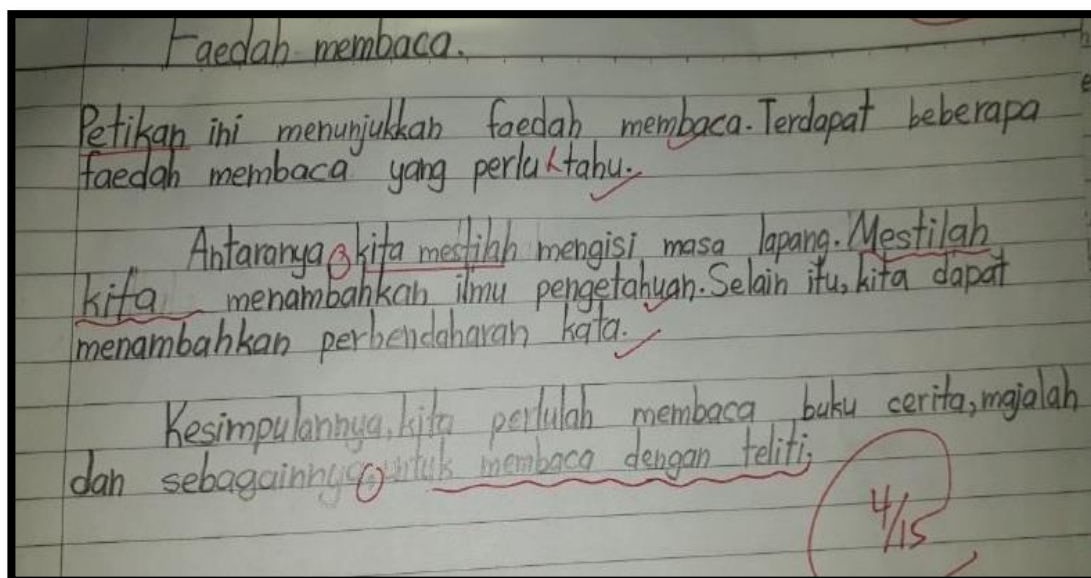 Faedah membaca.
Petikan ini menunjukkan faedah membaca. Terdapat beberapa
faedah membaca yang perlu tahu.
Antaranya, kita mestilah mengisi masa lapang. Mestilah
kita menambahkan ilmu pengetahuan. Selain itu, kita dapat
menambahkan perbendaharan kata.
Kesimpulannya, kita perlulah membaca buku cerita, majalah
dan sebagainnya, untuk membaca dengan teliti.
4/15